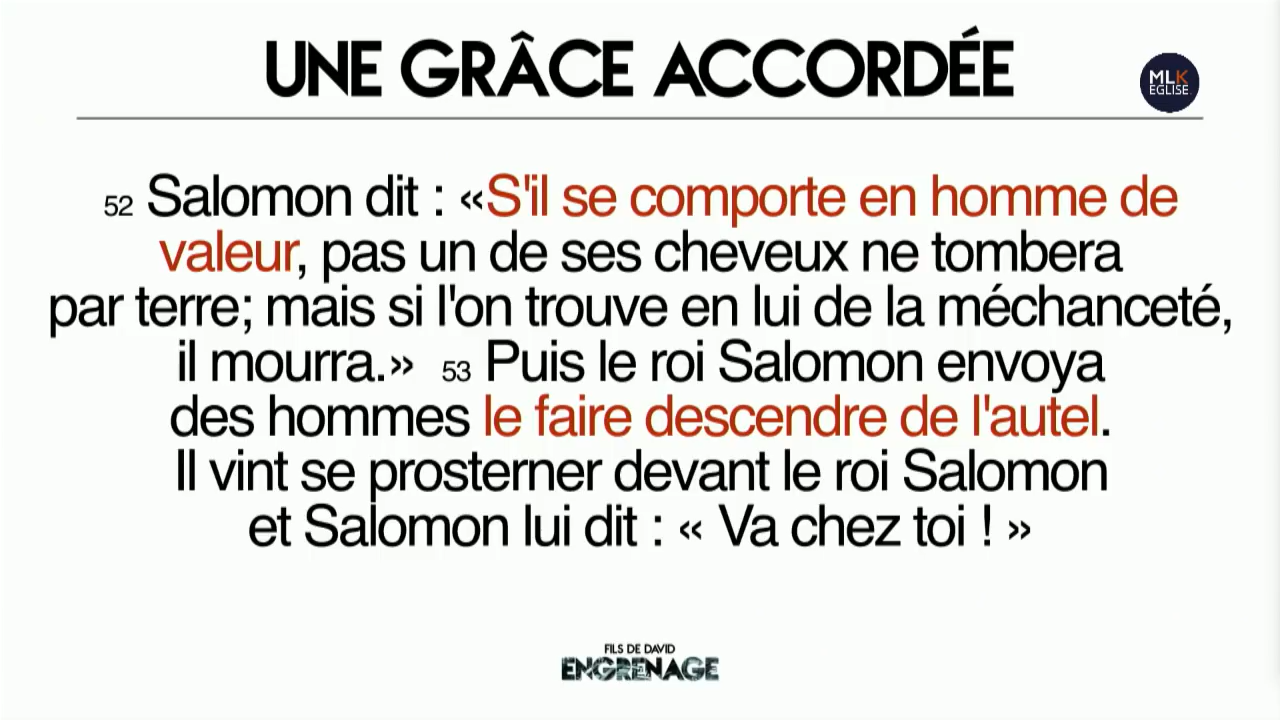 UNE GRÂCE ACCORDÉE
MLK
EGLISE
52 Salomon dit : «S'il se comporte en homme de
valeur, pas un de ses cheveux ne tombera
par terre; mais si l'on trouve en lui de la méchanceté,
il mourra.» 53 Puis le roi Salomon envoya
des hommes le faire descendre de l'autel.
Il vint se prosterner devant le roi Salomon
et Salomon lui dit : « Va chez toi ! »
FILS DE DAVID
ENGRENAGE